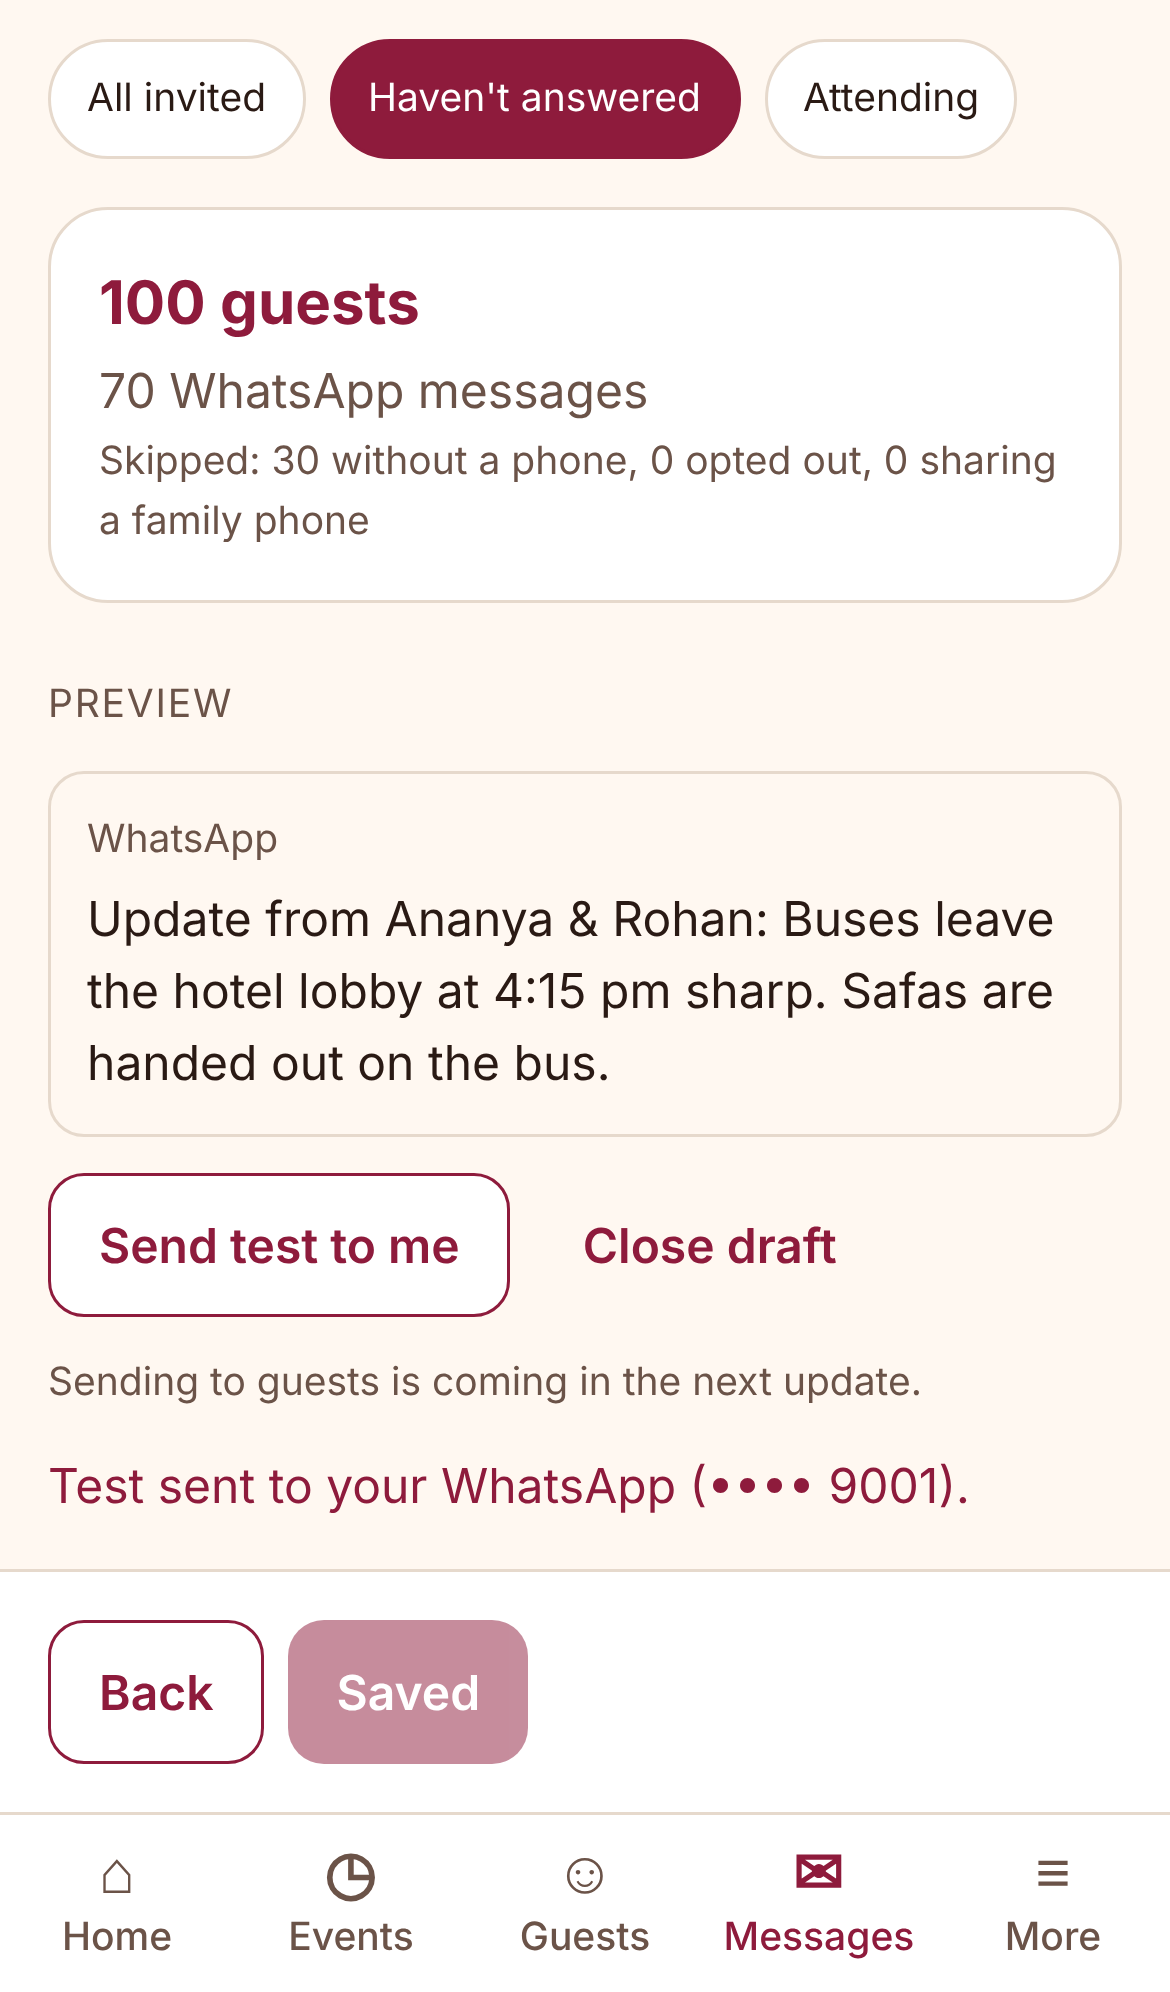 All invited
Haven't answered
Attending
100 guests
70 WhatsApp messages
Skipped: 30 without a phone, 0 opted out, 0 sharing
a family phone
PREVIEW
WhatsApp
Update from Ananya & Rohan: Buses leave
the hotel lobby at 4:15 pm sharp. Safas are
handed out on the bus.
Send test to me
Close draft
Sending to guests is coming in the next update.
Test sent to your WhatsApp (•••• 9001).
Back
Saved
Home
Events
Guests
Messages
More